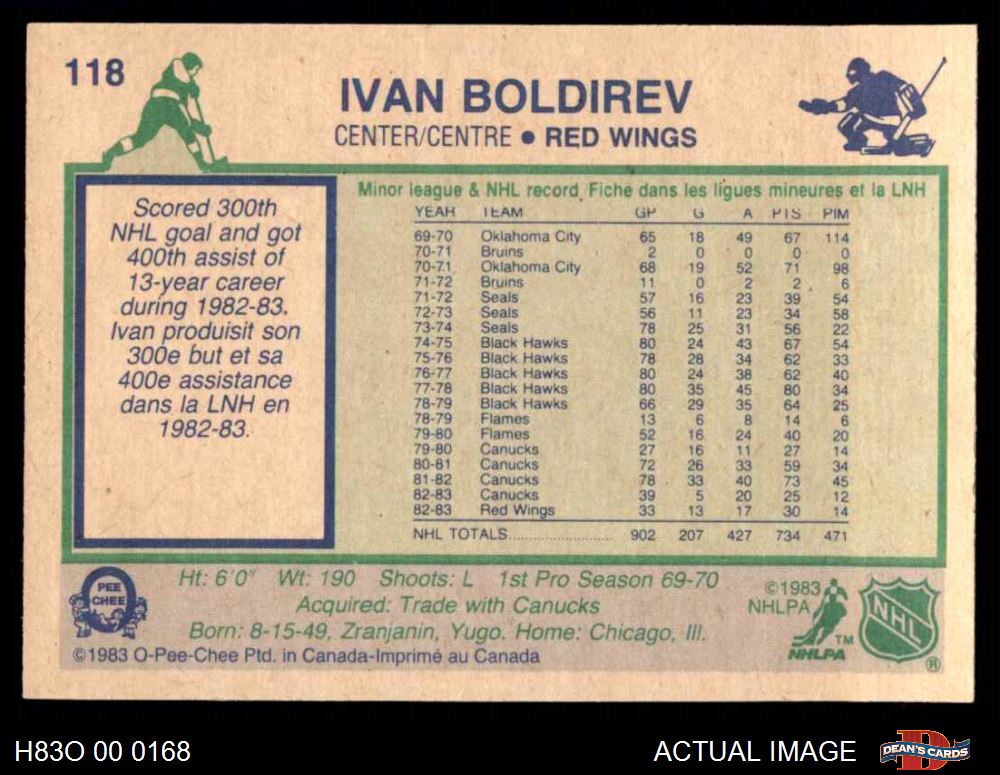 118
IVAN BOLDIREV
CENTER/CENTRE • RED WINGS
Scored 300th
NHL goal and got
400th assist of
13-year career
during 1982-83.
Ivan produisit son
300e but et sa
400e assistance
dans la LNH en
1982-83.
Minor league & NHL record/Fiche dans les ligues mineures et la LNH
YEAR TEAM GP G A PTS PIM
69-70 Oklahoma City 65 18 49 67 114
70-71 Bruins 2 0 0 0 0
70-71 Oklahoma City 68 19 52 71 98
71-72 Bruins 11 0 2 2 6
71-72 Seals 57 16 23 39 54
72-73 Seals 56 11 23 34 58
73-74 Seals 78 25 31 56 22
74-75 Black Hawks 80 24 43 67 54
75-76 Black Hawks 78 28 34 62 33
76-77 Black Hawks 80 24 38 62 40
77-78 Black Hawks 80 35 45 80 34
78-79 Black Hawks 66 29 35 64 25
78-79 Flames 13 6 8 14 6
79-80 Flames 52 16 24 40 20
79-80 Canucks 27 16 11 27 14
80-81 Canucks 72 26 33 59 34
81-82 Canucks 78 33 40 73 45
82-83 Canucks 39 5 20 25 12
82-83 Red Wings 33 13 17 30 14
NHL TOTALS........................ 902 207 427 734 471
O PEE CHEE
Ht: 6'0" Wt: 190 Shoots: L 1st Pro Season 69-70
Acquired: Trade with Canucks
Born: 8-15-49, Zranjanin, Yugo. Home: Chicago, Ill.
©1983 O-Pee-Chee Ptd. in Canada-Imprimé au Canada
©1983
NHLPA
TM
NHLPA
NHL
®
H83O 00 0168
ACTUAL IMAGE
DEAN'S CARDS